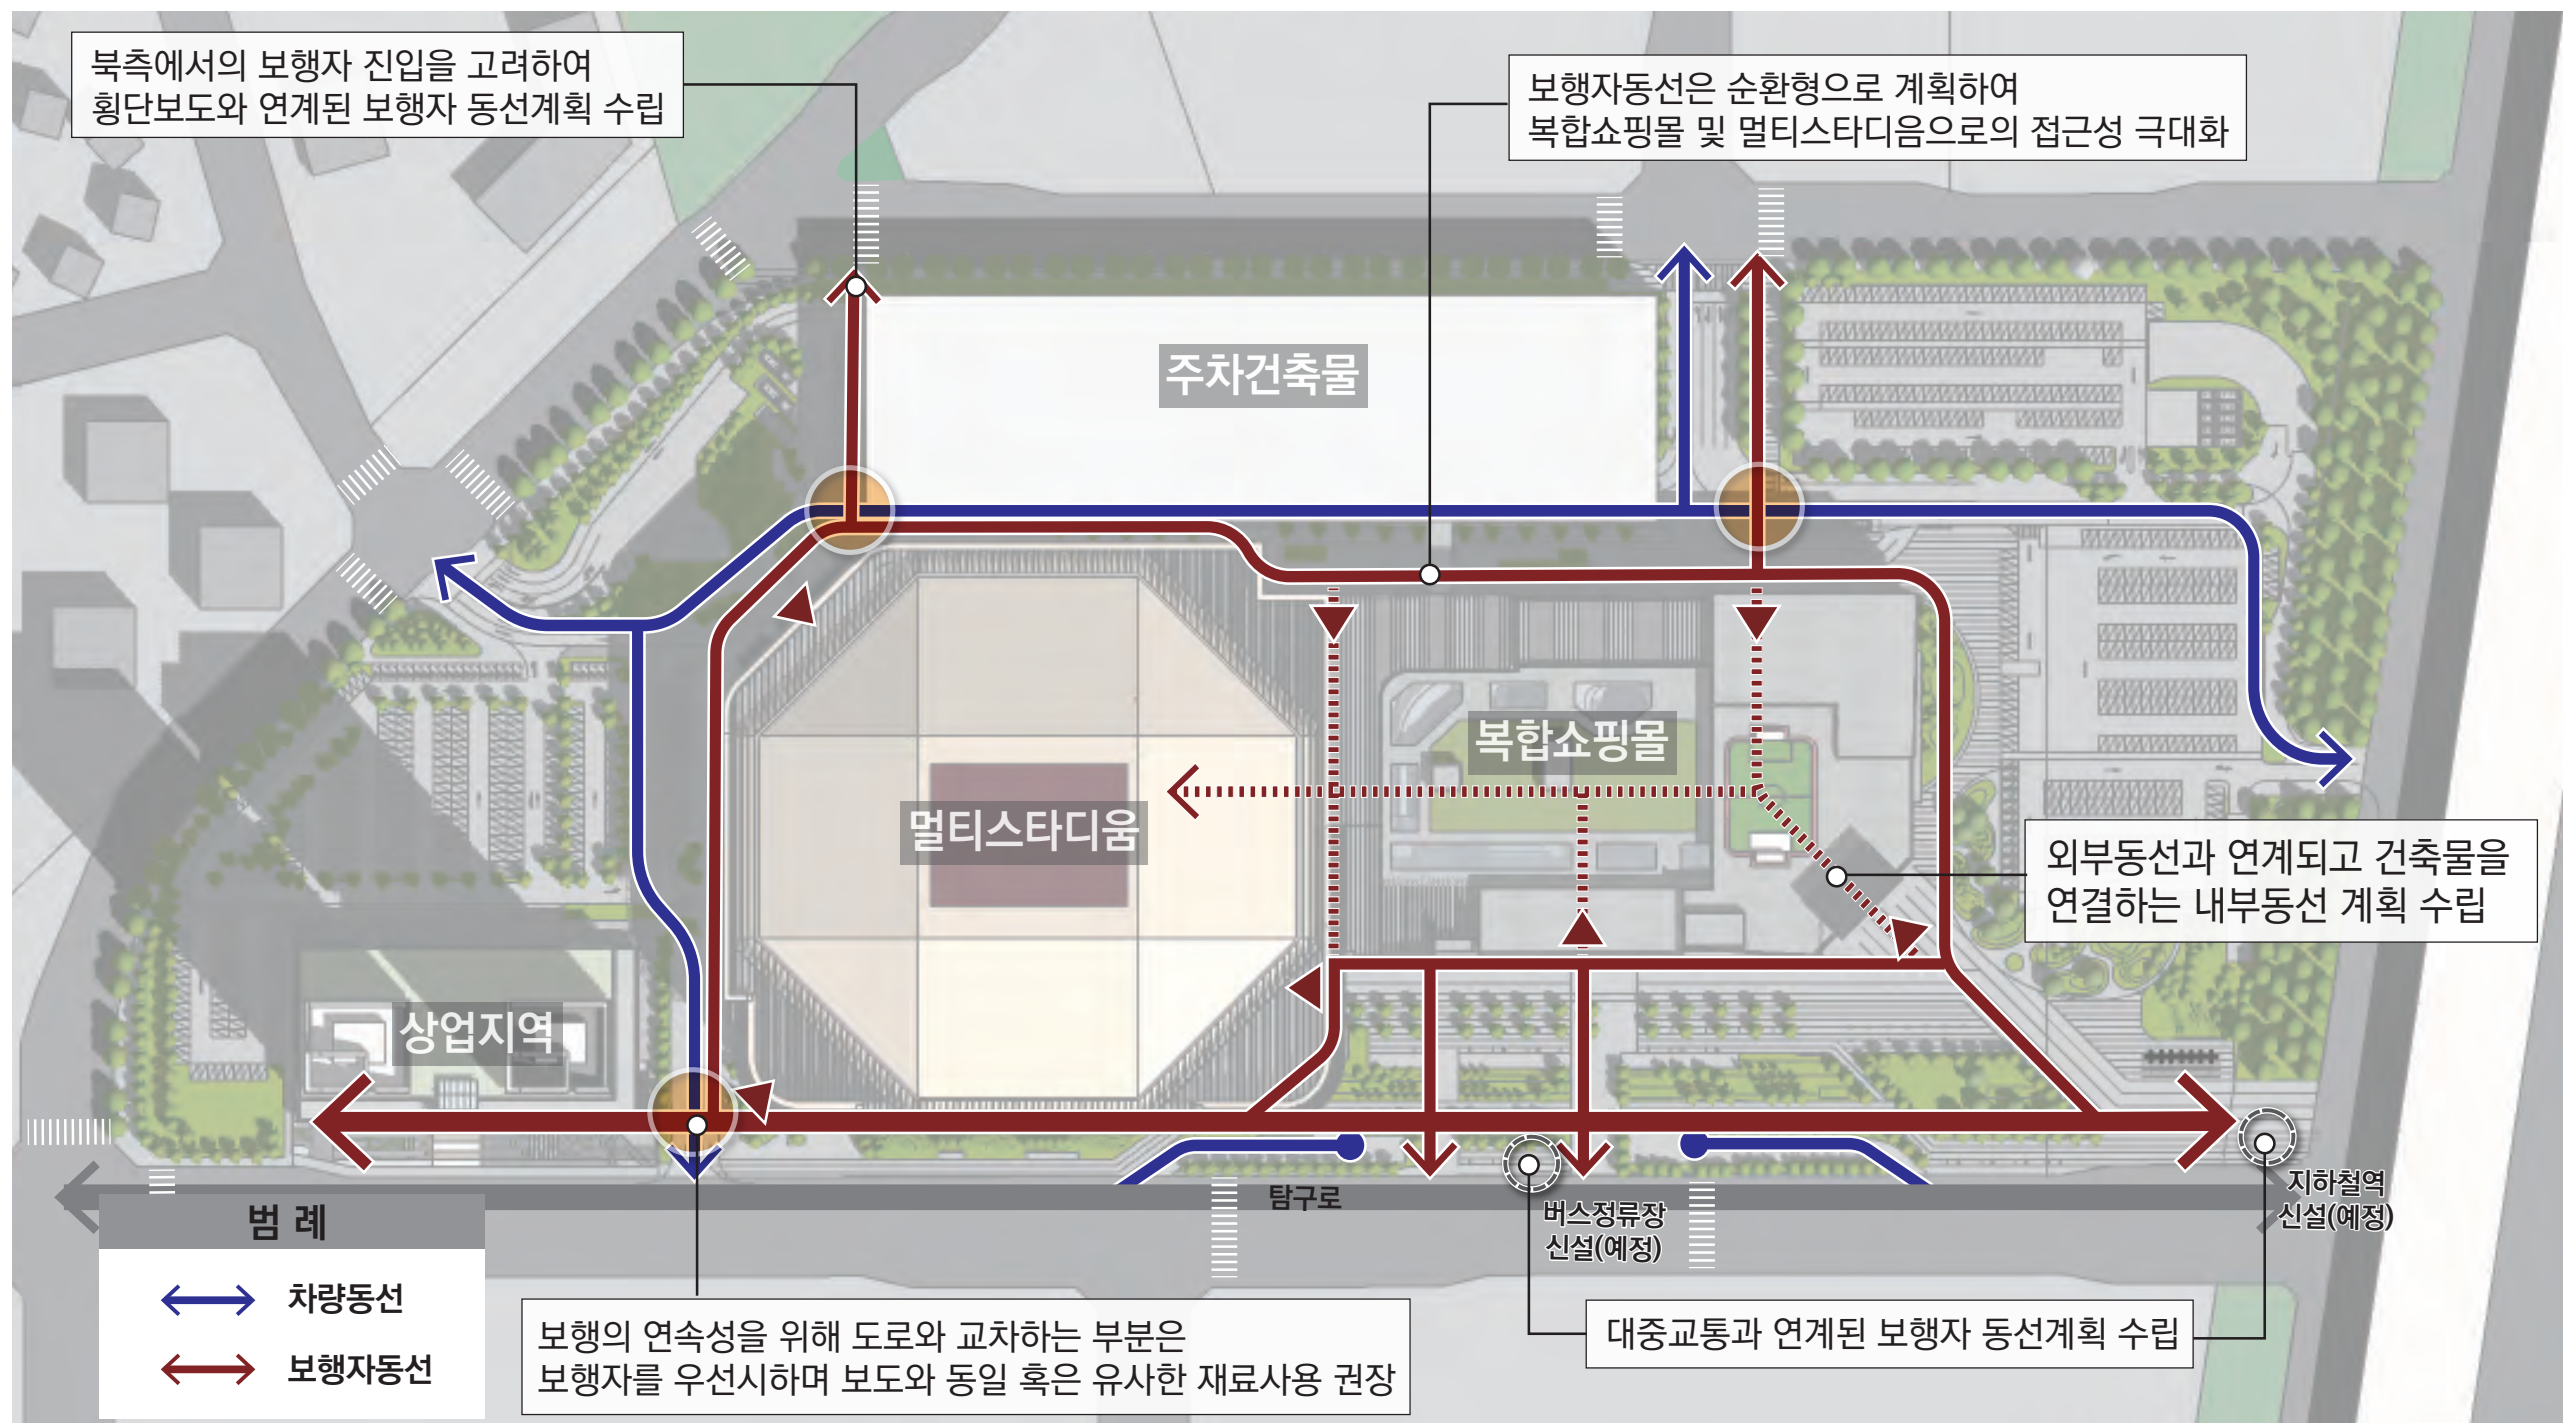 북측에서의 보행자 진입을 고려하여
횡단보도와 연계된 보행자 동선계획 수립
보행자동선은 순환형으로 계획하여
복합쇼핑몰 및 멀티스타디움으로의 접근성 극대화
주차건축물
복합쇼핑몰
멀티스타디움
외부동선과 연계되고 건축물을
연결하는 내부동선 계획 수립
상업지역
탐구로
버스정류장
신설(예정)
지하철역
신설(예정)
범 례
차량동선
보행자동선
보행의 연속성을 위해 도로와 교차하는 부분은
보행자를 우선시하며 보도와 동일 혹은 유사한 재료사용 권장
대중교통과 연계된 보행자 동선계획 수립